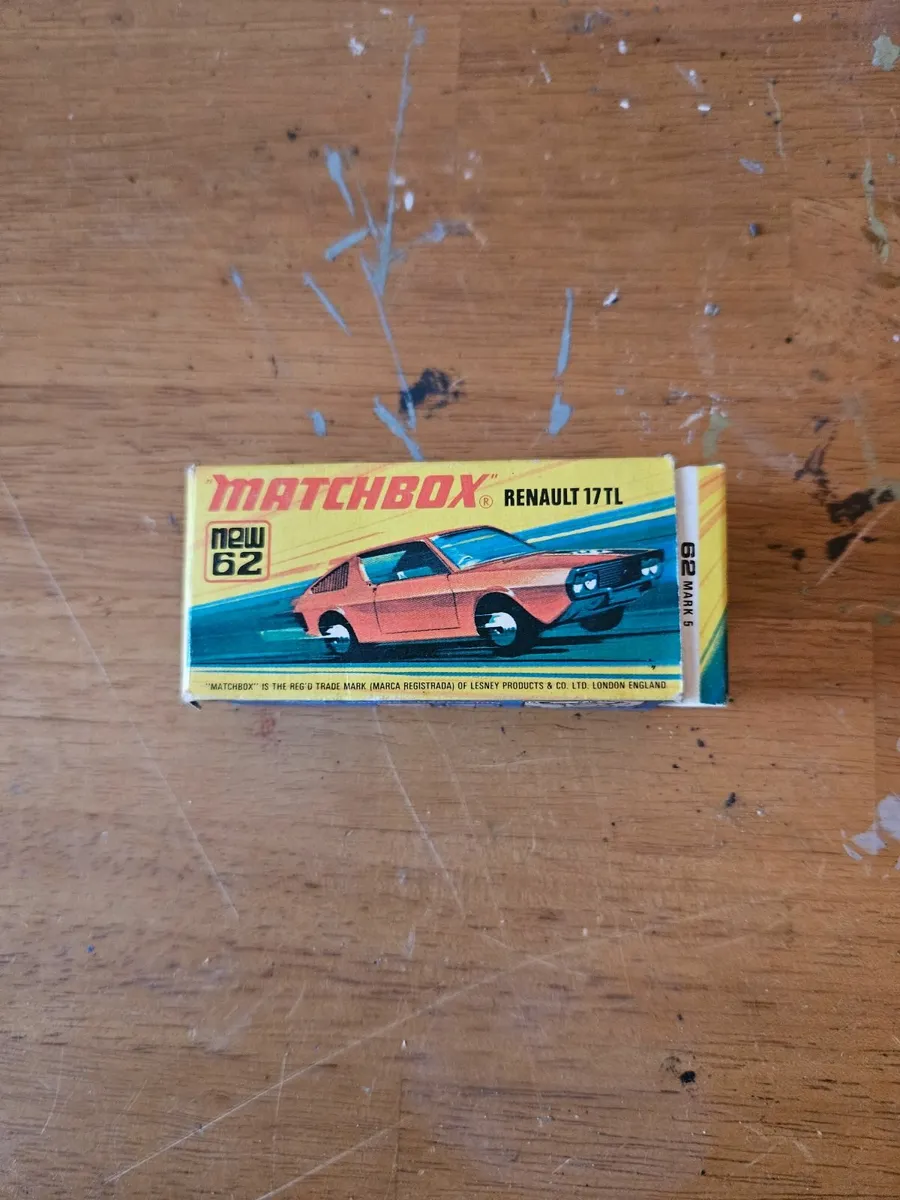 "MATCHBOX"® RENAULT 17TL
new
62
62 MARK 5
"MATCHBOX" IS THE REG'D TRADE MARK (MARCA REGISTRADA) OF LESNEY PRODUCTS & CO. LTD. LONDON ENGLAND